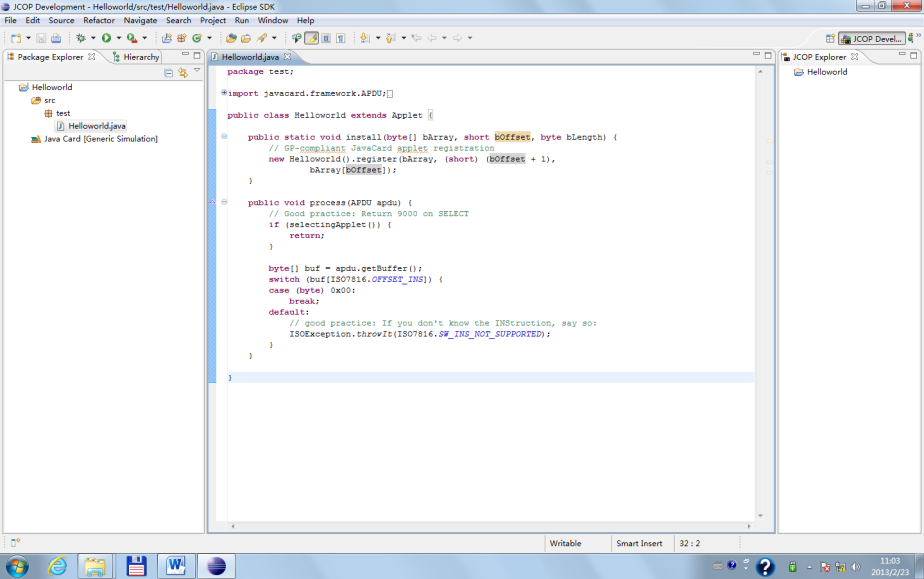 JCOP Development - Helloworld/src/test/Helloworld.java - Eclipse SDK
File Edit Source Refactor Navigate Search Project Run Window Help
JCOP Devel...
Package Explorer
Hierarchy
Helloworld.java
JCOP Explorer
Helloworld
src
test
Helloworld.java
Java Card [Generic Simulation]
package test;
import javacard.framework.APDU;
public class Helloworld extends Applet {
public static void install(byte[] bArray, short bOffset, byte bLength) {
// GP-compliant JavaCard applet registration
new Helloworld().register(bArray, (short) (bOffset + 1),
bArray[bOffset]);
}
public void process(APDU apdu) {
// Good practice: Return 9000 on SELECT
if (selectingApplet()) {
return;
}
byte[] buf = apdu.getBuffer();
switch (buf[ISO7816.OFFSET_INS]) {
case (byte) 0x00:
break;
default:
// good practice: If you don't know the INStruction, say so:
ISOException.throwIt(ISO7816.SW_INS_NOT_SUPPORTED);
}
}
}
Helloworld
Writable
Smart Insert
32 : 2
11:03
2013/2/23